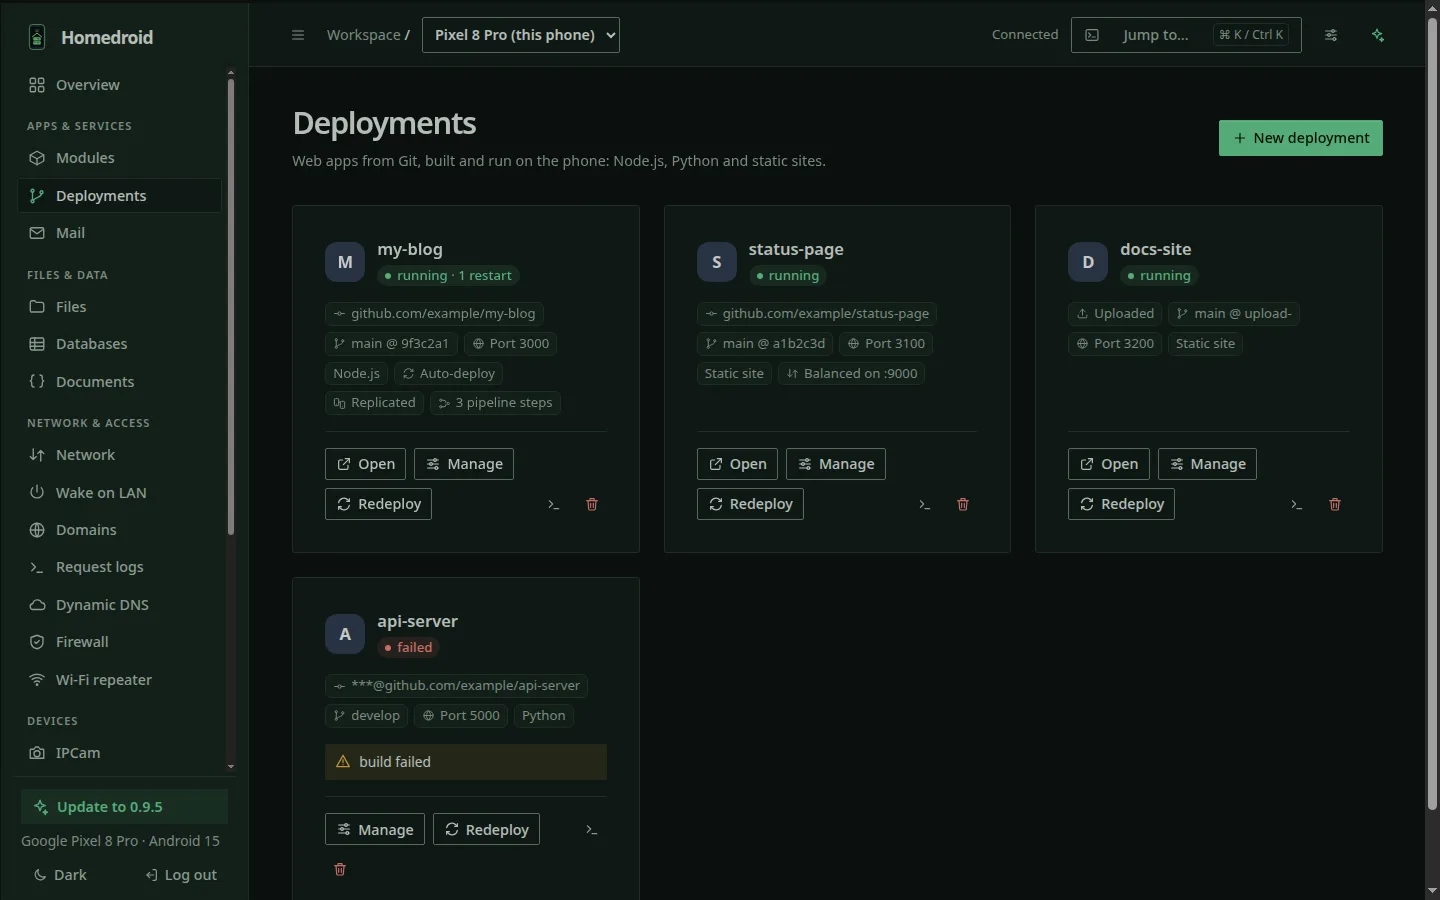 Homedroid
Overview
APPS & SERVICES
Modules
Deployments
Mail
FILES & DATA
Files
Databases
Documents
NETWORK & ACCESS
Network
Wake on LAN
Domains
Request logs
Dynamic DNS
Firewall
Wi-Fi repeater
DEVICES
IPCam
Update to 0.9.5
Google Pixel 8 Pro · Android 15
Dark Log out
Workspace / Pixel 8 Pro (this phone) Connected Jump to... ⌘ K / Ctrl K
Deployments
Web apps from Git, built and run on the phone: Node.js, Python and static sites.
+ New deployment
M my-blog
running · 1 restart
github.com/example/my-blog
main @ 9f3c2a1 Port 3000
Node.js Auto-deploy
Replicated 3 pipeline steps
Open Manage
Redeploy
S status-page
running
github.com/example/status-page
main @ a1b2c3d Port 3100
Static site Balanced on :9000
Open Manage
Redeploy
D docs-site
running
Uploaded main @ upload-
Port 3200 Static site
Open Manage
Redeploy
A api-server
failed
***@github.com/example/api-server
develop Port 5000 Python
build failed
Manage Redeploy